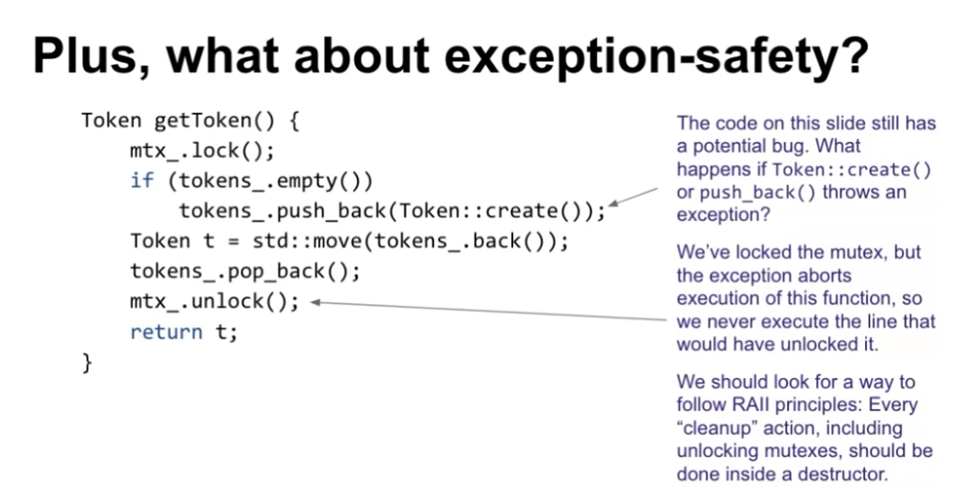 Plus, what about exception-safety?
Token getToken() {
    mtx_.lock();
    if (tokens_.empty())
        tokens_.push_back(Token::create());
    Token t = std::move(tokens_.back());
    tokens_.pop_back();
    mtx_.unlock();
    return t;
}
The code on this slide still has
a potential bug. What
happens if Token::create()
or push_back() throws an
exception?
We've locked the mutex, but
the exception aborts
execution of this function, so
we never execute the line that
would have unlocked it.
We should look for a way to
follow RAII principles: Every
“cleanup” action, including
unlocking mutexes, should be
done inside a destructor.